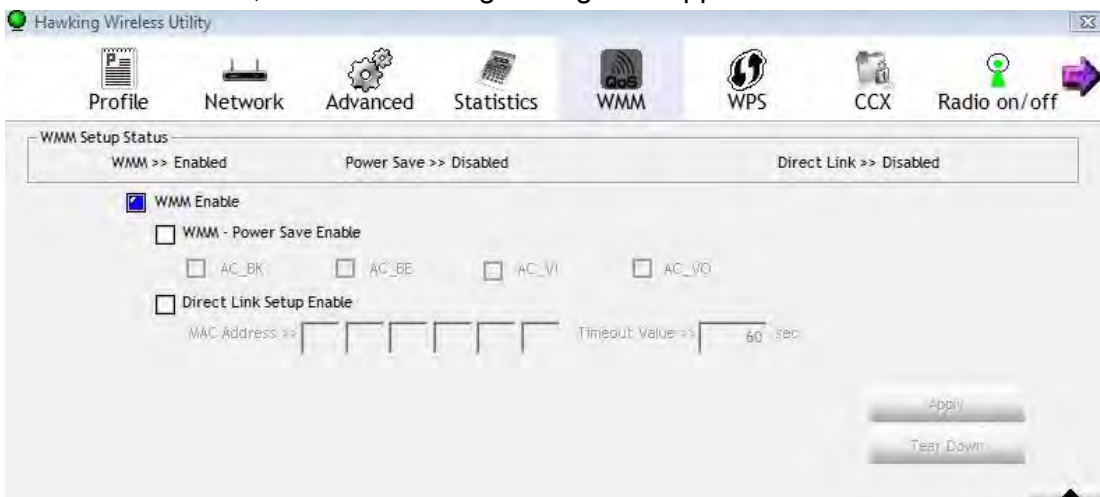 Hawking Wireless Utility
P=
Profile Network Advanced Statistics QoS WMM WPS CCX Radio on/off
WMM Setup Status
WMM >> Enabled Power Save >> Disabled Direct Link >> Disabled
WMM Enable
WMM - Power Save Enable
AC_BK AC_BE AC_VI AC_VO
Direct Link Setup Enable
MAC Address >> Timeout Value >> 60 sec
Apply
Tear Down